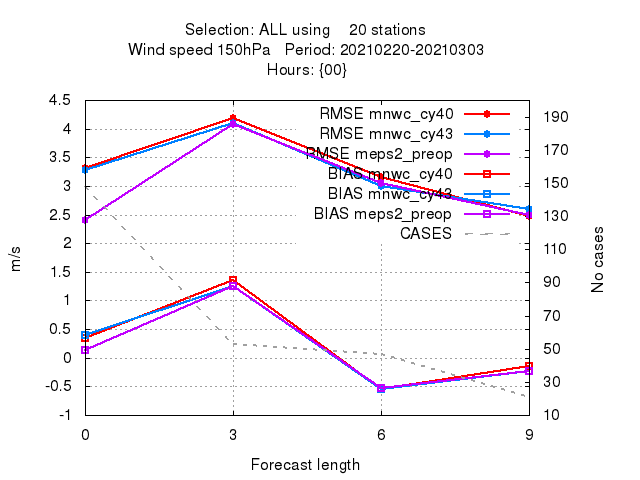 Selection: ALL using    20 stations
Wind speed 150hPa   Period: 20210220-20210303
Hours: {00}
RMSE mnwc_cy40
RMSE mnwc_cy43
RMSE meps2_preop
BIAS mnwc_cy40
BIAS mnwc_cy43
BIAS meps2_preop
CASES
4.5
4
3.5
3
2.5
2
1.5
1
0.5
0
-0.5
-1
m/s
190
170
150
130
110
90
70
50
30
10
No cases
0 3 6 9
Forecast length